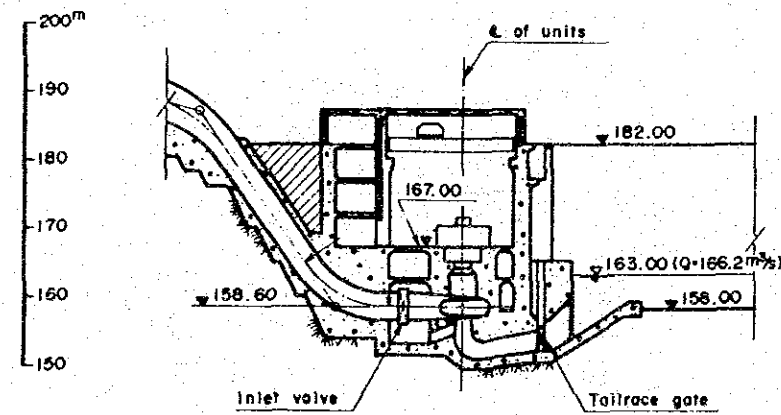 200m
℄ of units
190
182.00
180
167.00
170
163.00 (Q=166.2m³/s)
160
158.60
158.00
150
Inlet valve
Tailrace gate